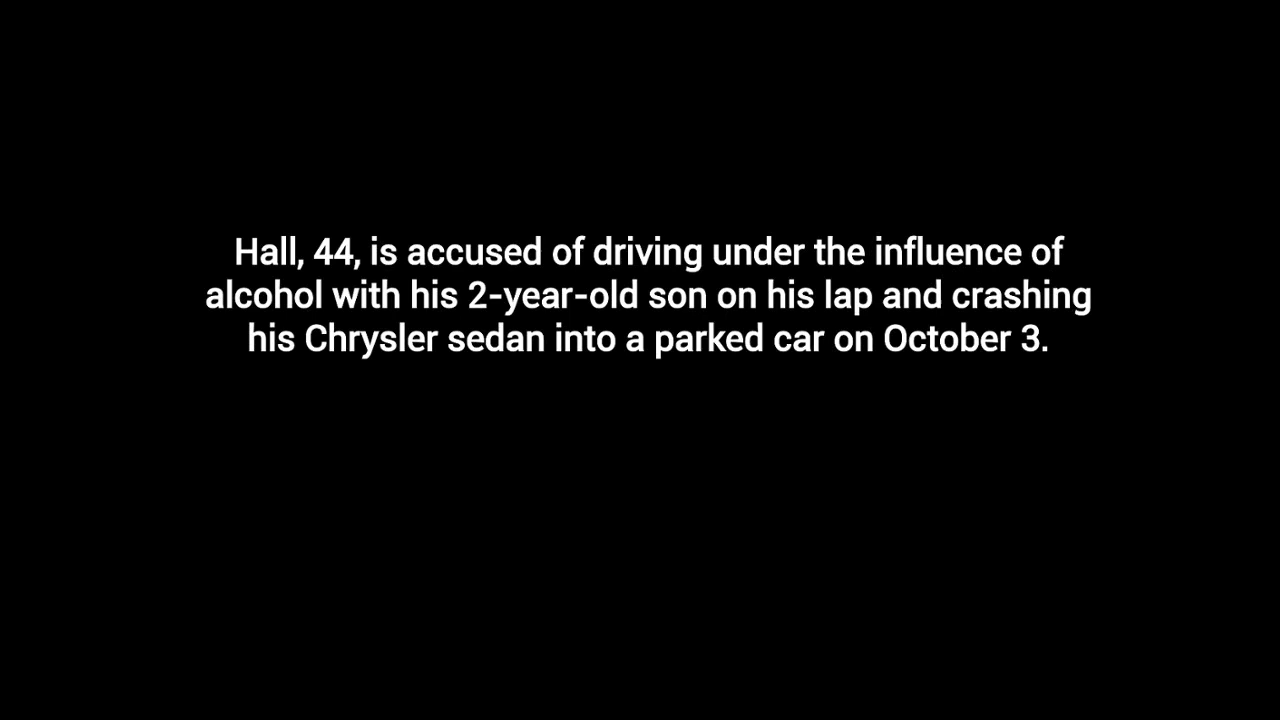 Hall, 44, is accused of driving under the influence of
alcohol with his 2-year-old son on his lap and crashing
his Chrysler sedan into a parked car on October 3.